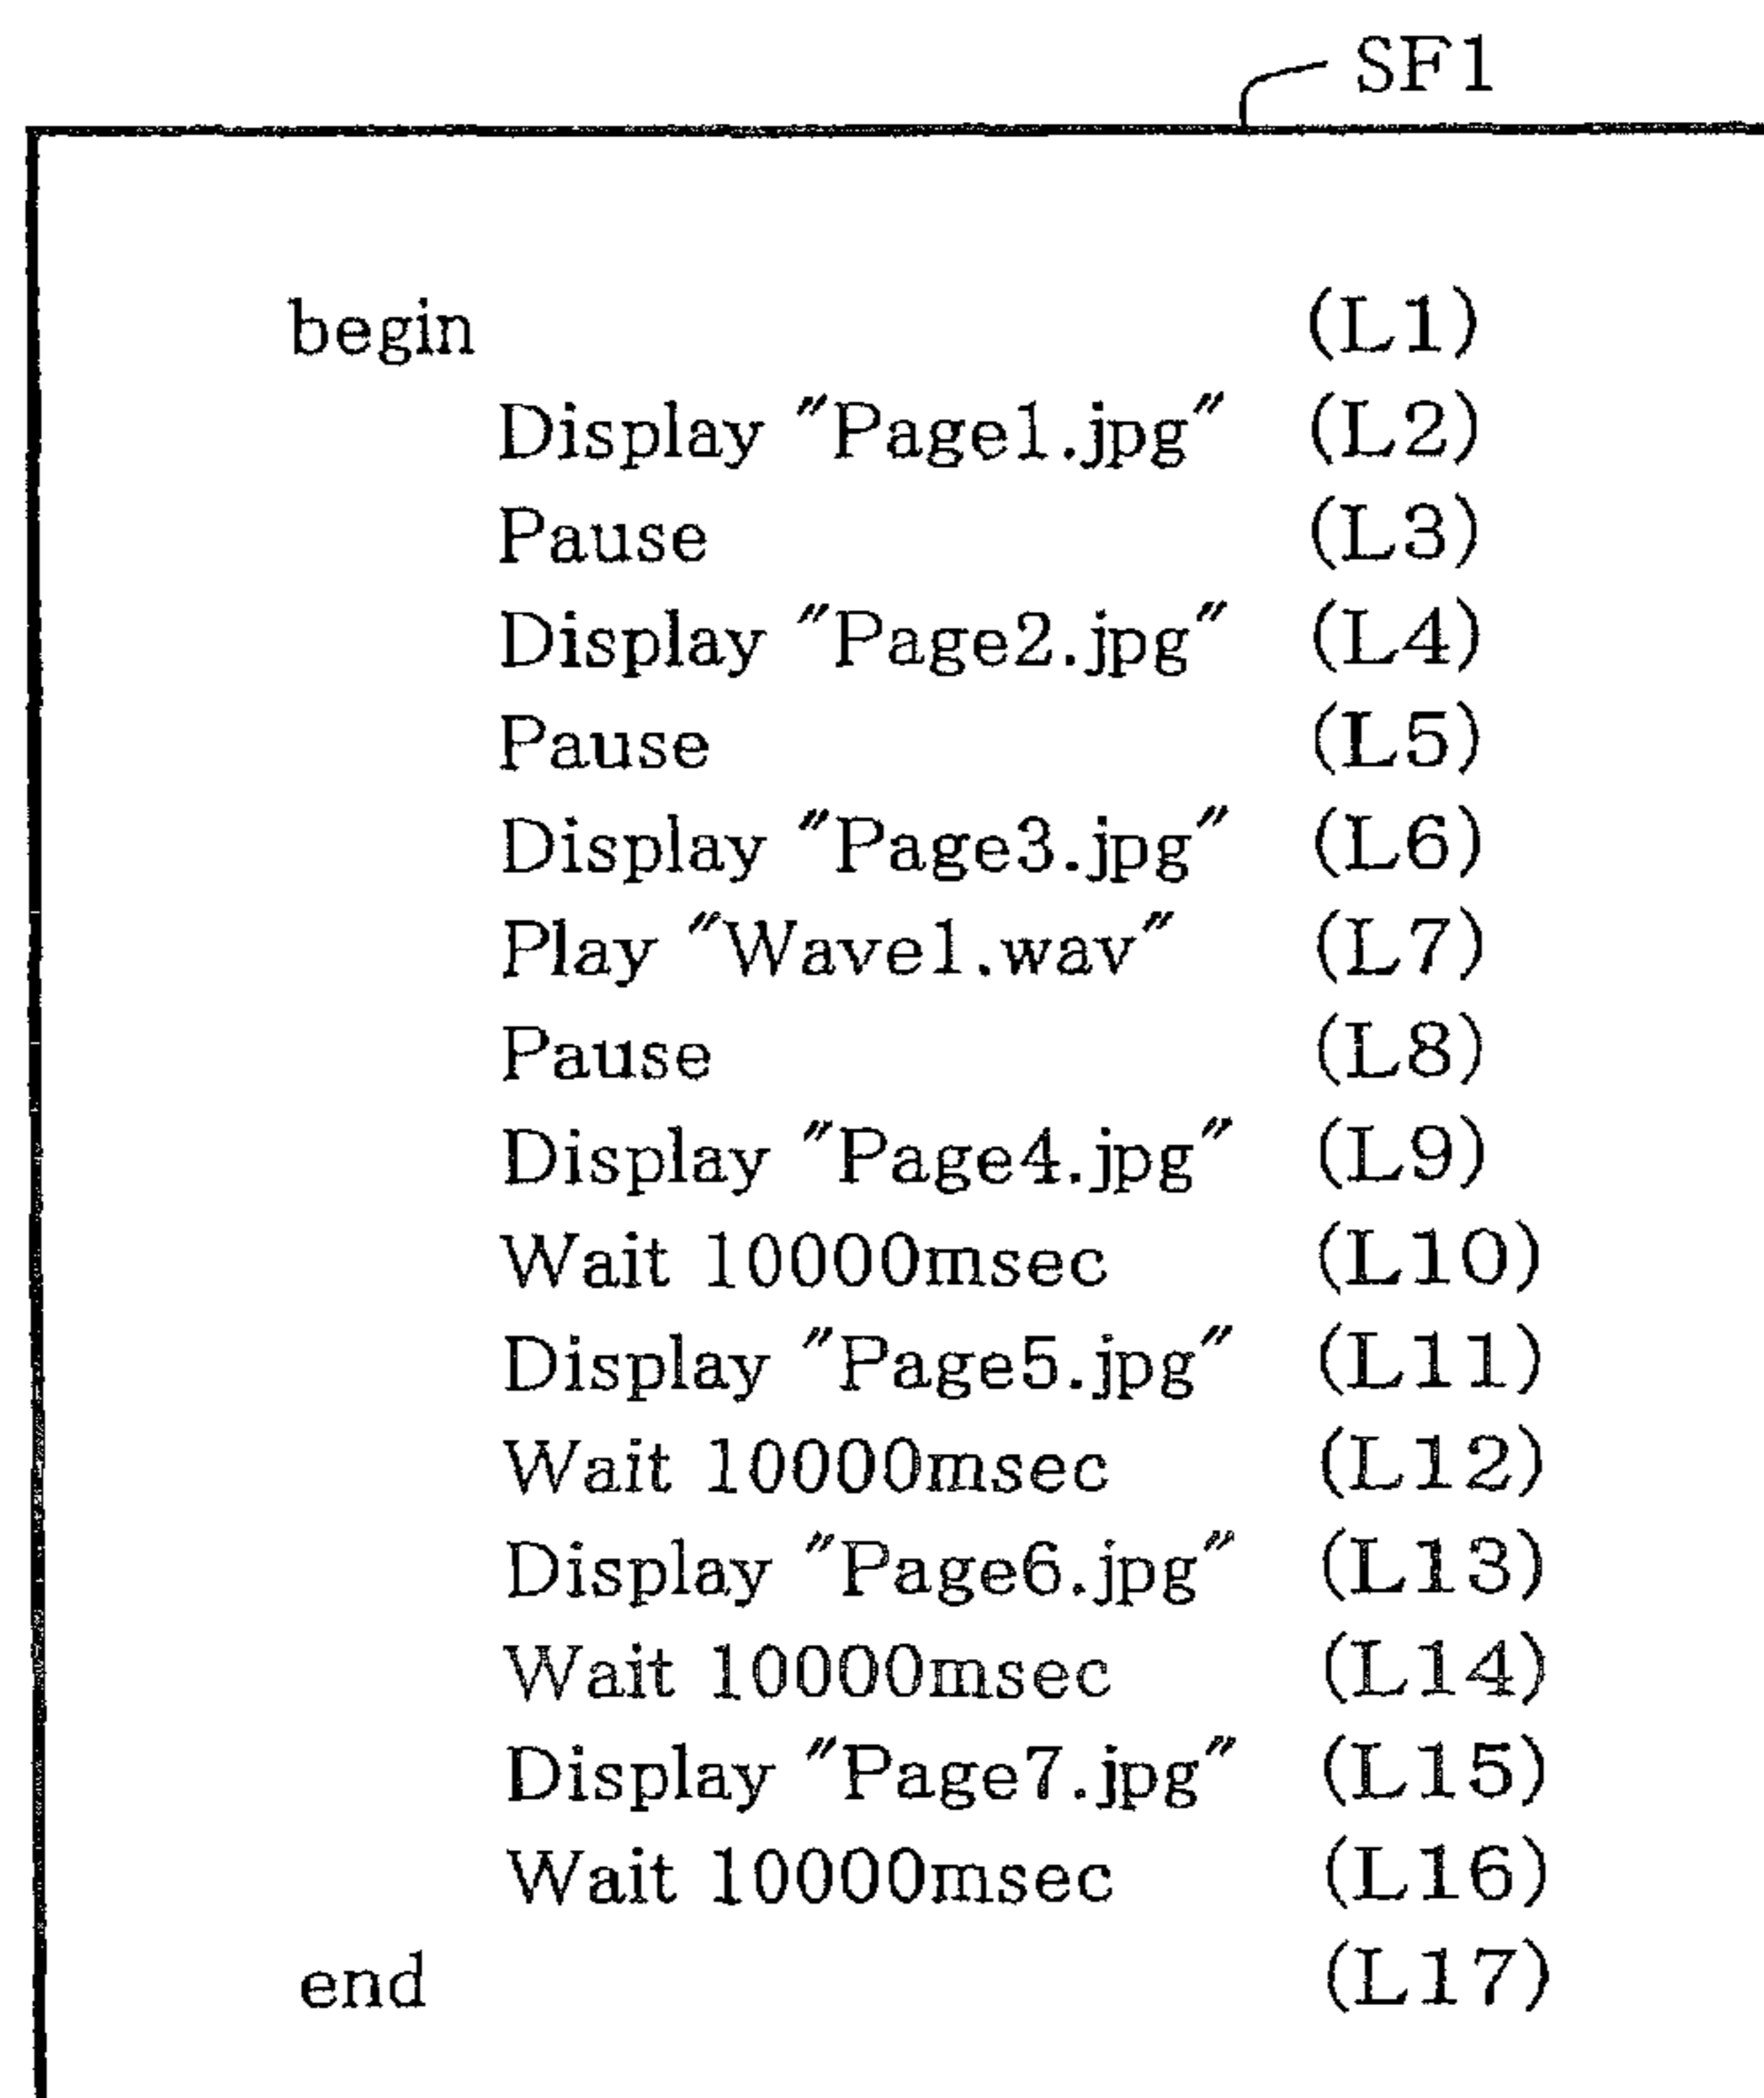 SF1
begin (L1)
Display "Page1.jpg" (L2)
Pause (L3)
Display "Page2.jpg" (L4)
Pause (L5)
Display "Page3.jpg" (L6)
Play "Wave1.wav" (L7)
Pause (L8)
Display "Page4.jpg" (L9)
Wait 10000msec (L10)
Display "Page5.jpg" (L11)
Wait 10000msec (L12)
Display "Page6.jpg" (L13)
Wait 10000msec (L14)
Display "Page7.jpg" (L15)
Wait 10000msec (L16)
end (L17)